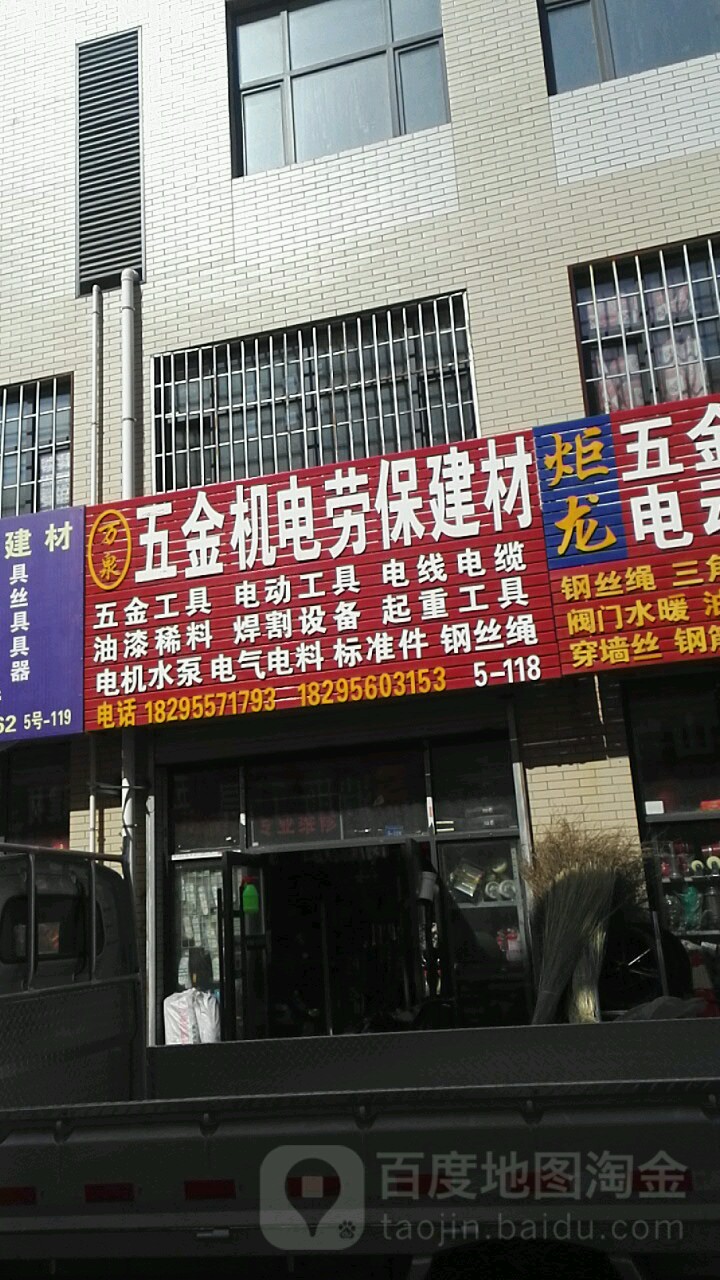 建材
具
丝
具
具
器
62 5号-119
万泉
五金机电劳保建材
五金工具 电动工具 电线电缆
油漆稀料 焊割设备 起重工具
电机水泵 电气电料 标准件 钢丝绳
电话 18295571793 18295603153 5-118
炬龙
五金
电动
钢丝绳 三角
阀门水暖
穿墙丝 钢
百度地图淘金
taojin.baidu.com